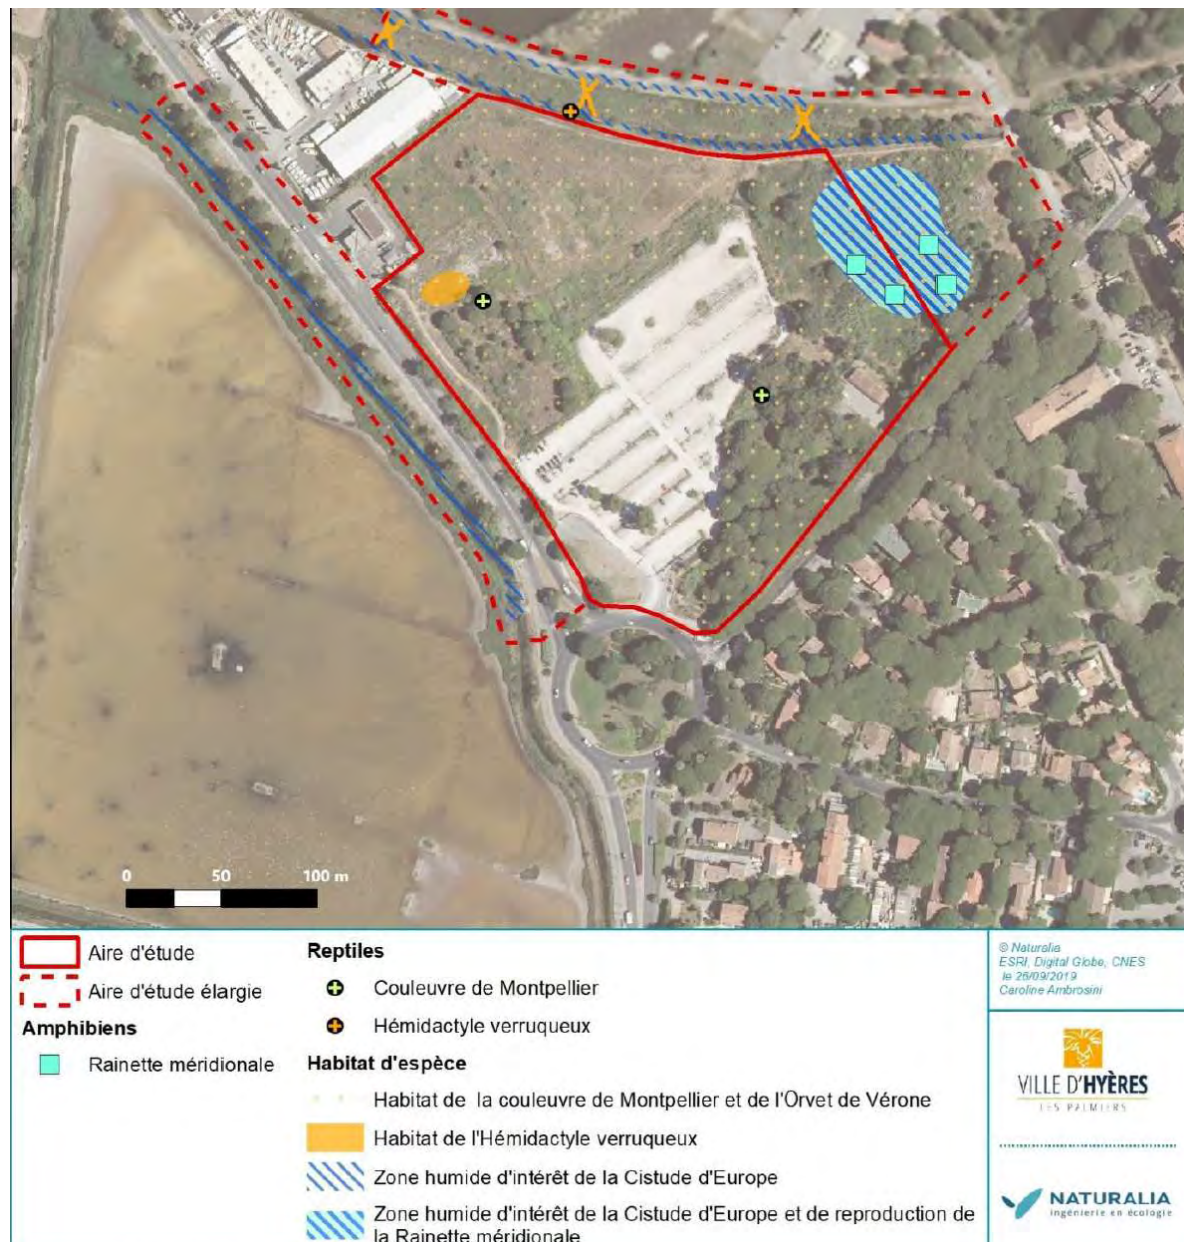 0 50 100 m
Aire d'étude
Aire d'étude élargie
Amphibiens
Rainette méridionale
Reptiles
Couleuvre de Montpellier
Hémidactyle verruqueux
Habitat d'espèce
Habitat de la couleuvre de Montpellier et de l'Orvet de Vérone
Habitat de l'Hémidactyle verruqueux
Zone humide d'intérêt de la Cistude d'Europe
Zone humide d'intérêt de la Cistude d'Europe et de reproduction de
la Rainette méridionale
© Naturalia
ESRI, Digital Globe, CNES
le 26/09/2019
Caroline Ambrosini
VILLE D'HYÈRES
LES PALMIERS
NATURALIA
Ingénierie en écologie